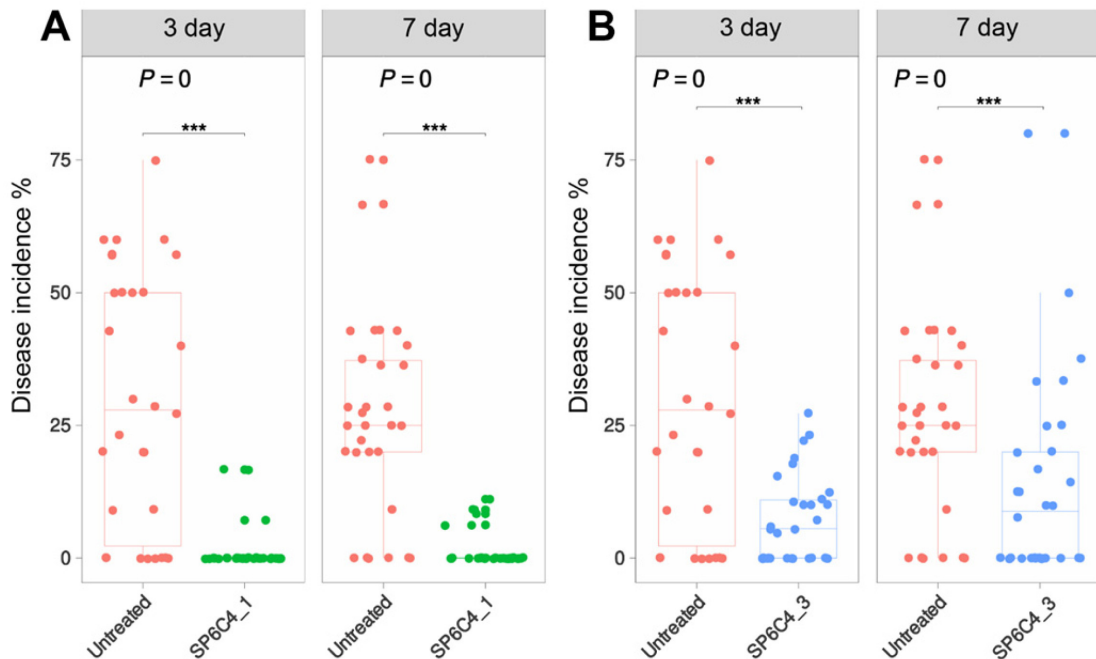 A
3 day
7 day
B
3 day
7 day
P = 0
P = 0
P = 0
P = 0
***
***
***
***
Disease incidence %
75
50
25
0
Disease incidence %
75
50
25
0
Untreated
SP6C4_1
Untreated
SP6C4_1
Untreated
SP6C4_3
Untreated
SP6C4_3